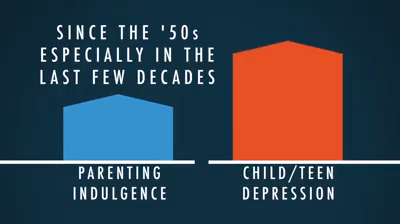 SINCE THE '50s
ESPECIALLY IN THE
LAST FEW DECADES
PARENTING
INDULGENCE
CHILD/TEEN
DEPRESSION